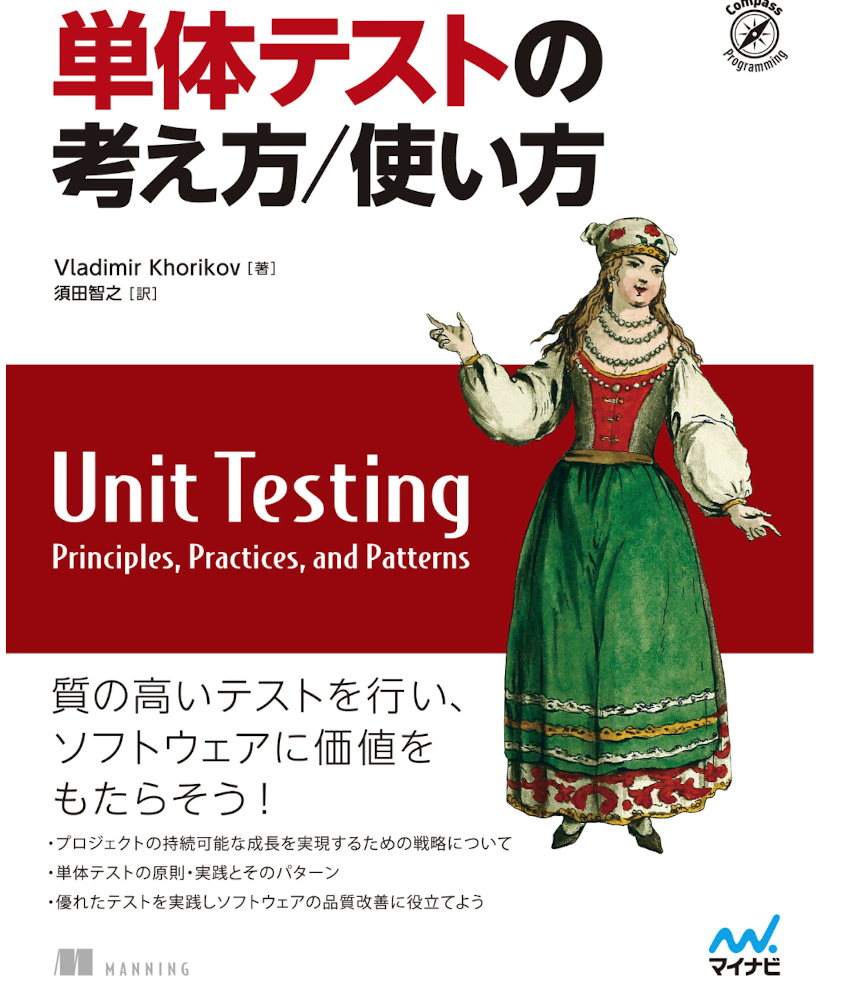 単体テストの
考え方/使い方
Compass
Programming
Vladimir Khorikov [著]
須田智之 [訳]
Unit Testing
Principles, Practices, and Patterns
質の高いテストを行い、
ソフトウェアに価値を
もたらそう!
・プロジェクトの持続可能な成長を実現するための戦略について
・単体テストの原則・実践とそのパターン
・優れたテストを実践しソフトウェアの品質改善に役立てよう
MANNING
マイナビ